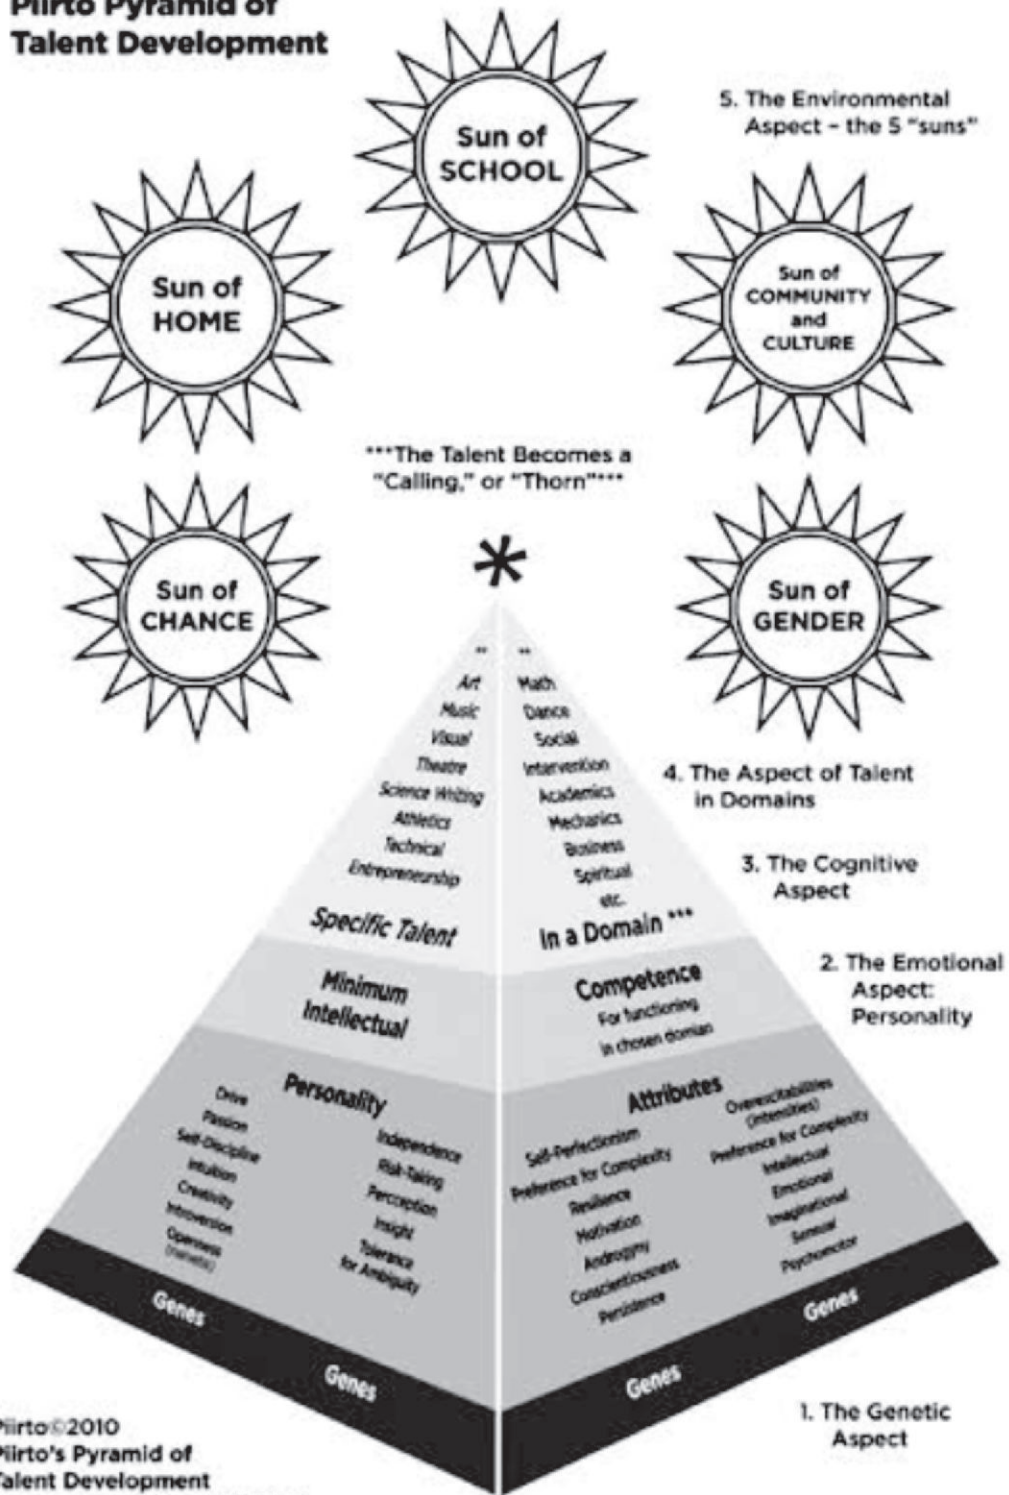 Piirto Pyramid of
Talent Development
Sun of
SCHOOL
5. The Environmental
Aspect – the 5 "suns"
Sun of
HOME
Sun of
COMMUNITY
and
CULTURE
***The Talent Becomes a
"Calling," or "Thorn"***
*
Sun of
CHANCE
Sun of
GENDER
**
Art
Music
Visual
Theatre
Science Writing
Athletics
Technical
Entrepreneurship
Specific Talent
**
Math
Dance
Social
Intervention
Academics
Mechanics
Business
Spiritual
etc.
In a Domain ***
4. The Aspect of Talent
in Domains
3. The Cognitive
Aspect
Minimum
Intellectual
Competence
For functioning
in chosen domian
2. The Emotional
Aspect:
Personality
Personality
Drive
Passion
Self-Discipline
Intuition
Creativity
Introversion
Openness
Independence
Risk-Taking
Perception
Insight
Tolerance
for Ambiguity
Attributes
Self-Perfectionism
Preference for Complexity
Resilience
Motivation
Androgyny
Conscientiousness
Persistence
Overexcitabilities
(intensities)
Preference for Complexity
Intellectual
Emotional
Imaginational
Sensual
Psychomotor
Genes
Genes
Genes
Genes
1. The Genetic
Aspect
Piirto©2010
Piirto's Pyramid of
Talent Development